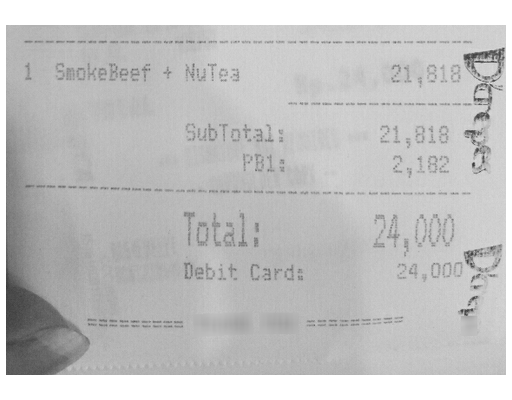 1 SmokeBeef + NuTea 21,818
SubTotal: 21,818
PB1: 2,182
Total: 24,000
Debit Card: 24,000